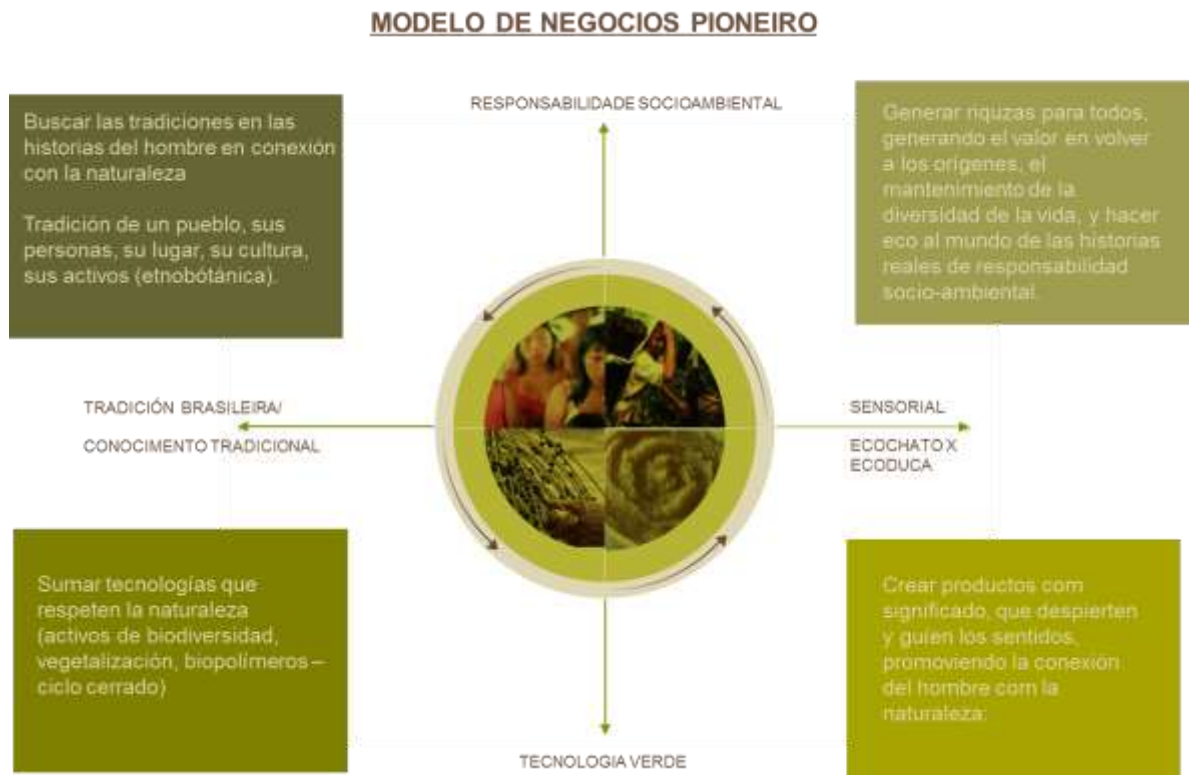 MODELO DE NEGOCIOS PIONEIRO
RESPONSABILIDADE SOCIOAMBIENTAL
Buscar las tradiciones en las
historias del hombre en conexión
con la naturaleza
Tradición de un pueblo, sus
personas, su lugar, su cultura,
sus activos (etnobótánica).
Generar riquzas para todos,
generando el valor en volver
a los orígenes, el
mantenimiento de la
diversidad de la vida, y hacer
eco al mundo de las historias
reales de responsabilidad
socio-ambiental.
TRADICIÓN BRASILEIRA/
CONOCIMENTO TRADICIONAL
SENSORIAL
ECOCHATO X
ECODUCA
Sumar tecnologías que
respeten la naturaleza
(activos de biodiversidad,
vegetalización, biopolímeros –
ciclo cerrado)
Crear productos com
significado, que despierten
y guíen los sentidos,
promoviendo la conexión
del hombre com la
naturaleza.
TECNOLOGIA VERDE